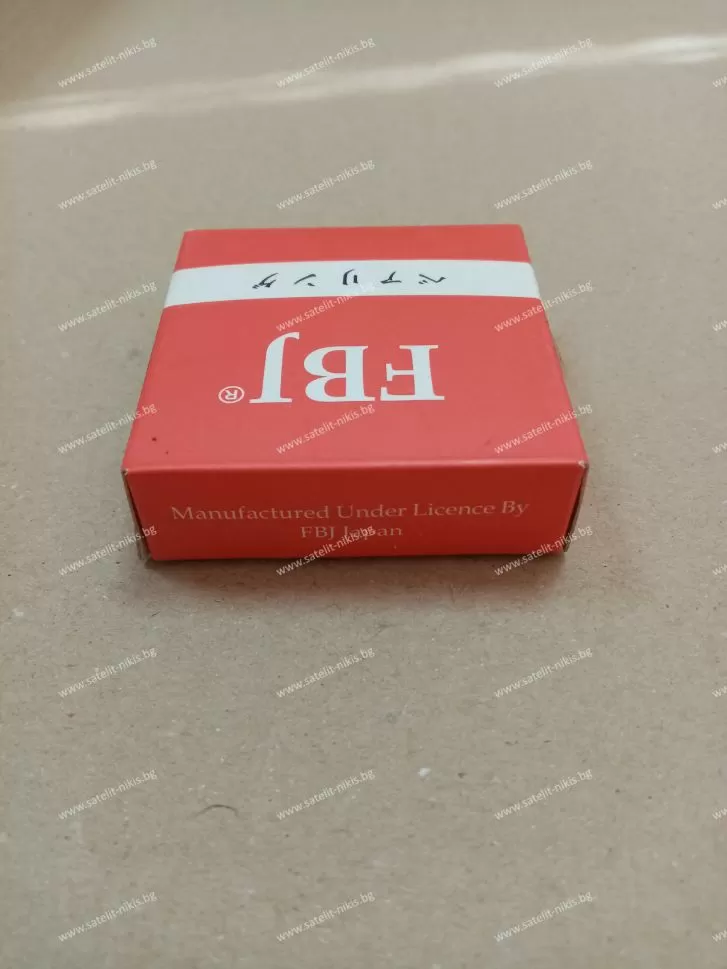 ベアリング
FBJ®
Manufactured Under Licence By
FBJ Japan
www.satelit-nikis.bg